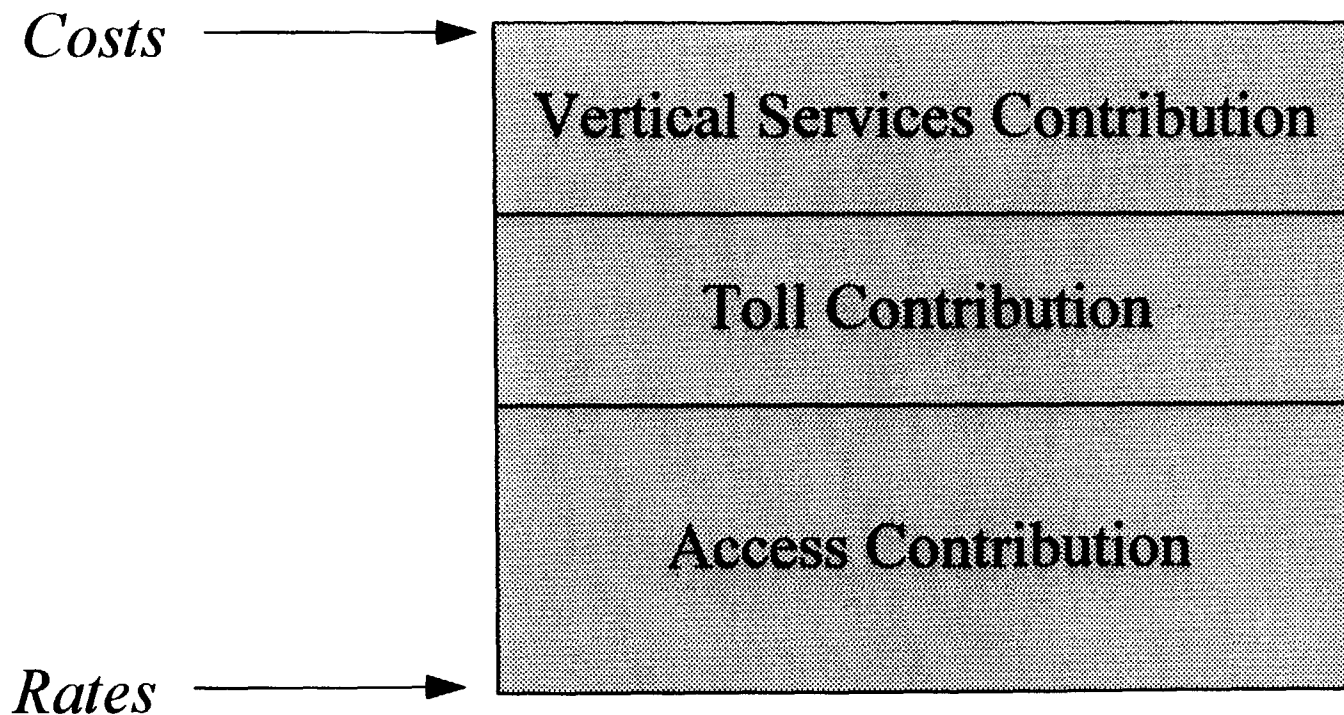 Costs
Vertical Services Contribution
Toll Contribution
Access Contribution
Rates